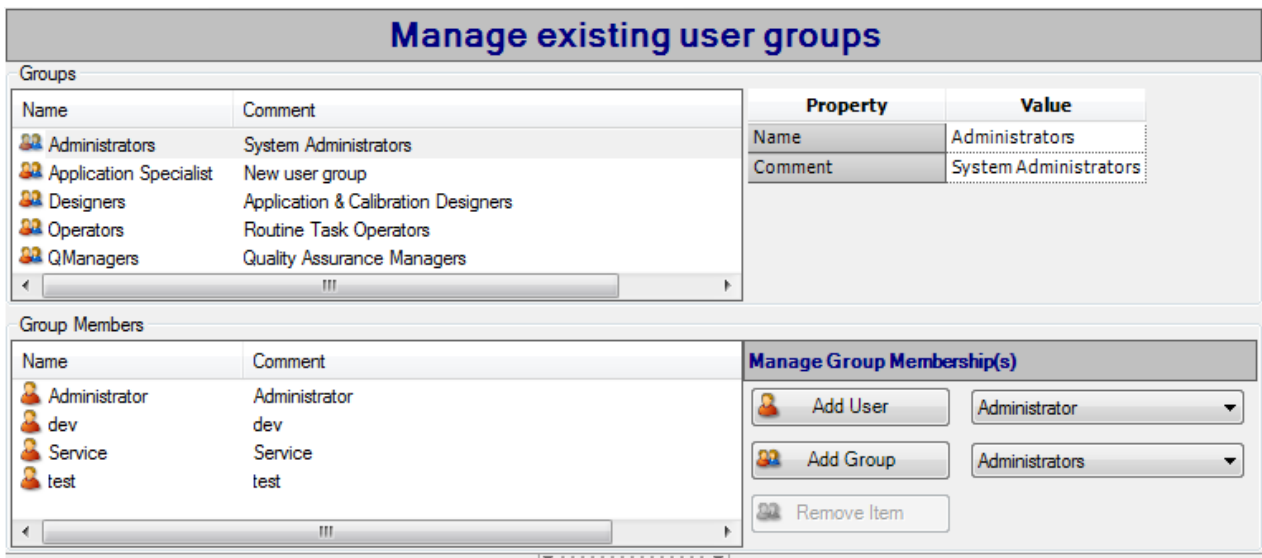 Manage existing user groups
Groups
Name Comment
Administrators System Administrators
Application Specialist New user group
Designers Application & Calibration Designers
Operators Routine Task Operators
QManagers Quality Assurance Managers
Property Value
Name Administrators
Comment System Administrators
Group Members
Name Comment
Administrator Administrator
dev dev
Service Service
test test
Manage Group Membership(s)
Add User Administrator
Add Group Administrators
Remove Item